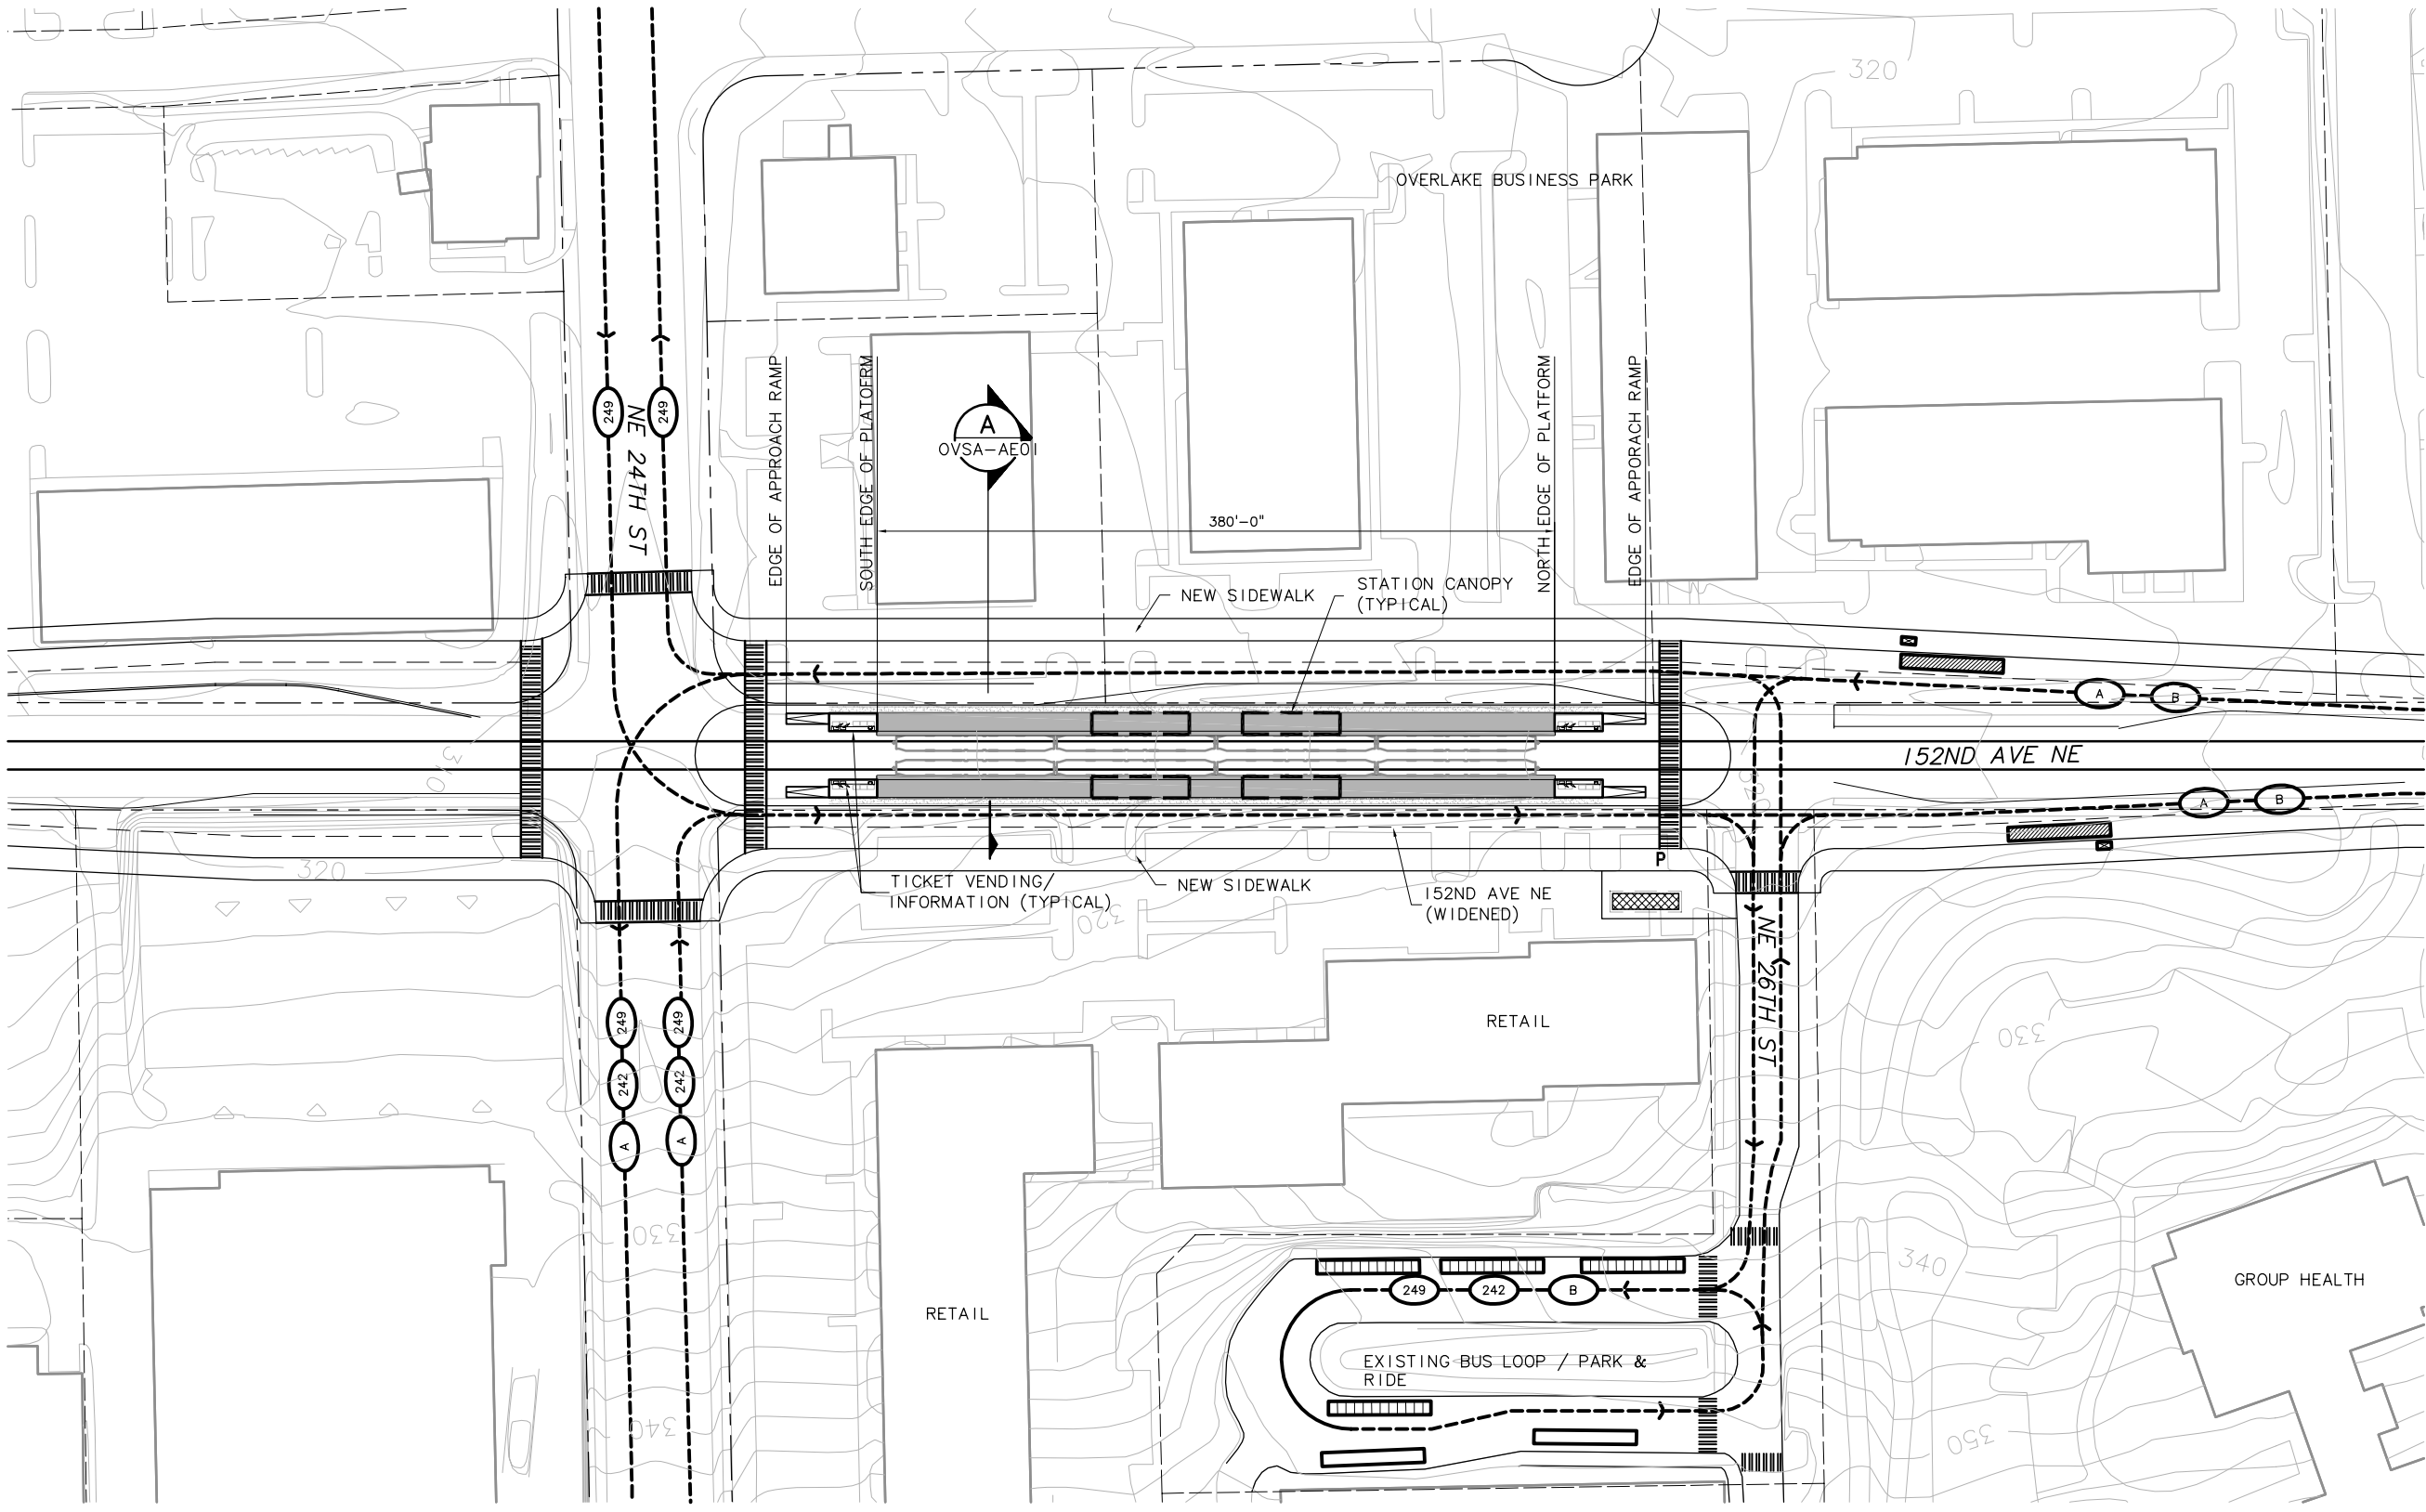 320
OVERLAKE BUSINESS PARK
EDGE OF APPROACH RAMP
SOUTH EDGE OF PLATOFRM
NORTH EDGE OF PLATFORM
EDGE OF APPORACH RAMP
249
249
NE 24TH ST
A
OVSA-AE01
380'-0"
STATION CANOPY
(TYPICAL)
NEW SIDEWALK
A
B
310
152ND AVE NE
A
B
320
P
TICKET VENDING/
INFORMATION (TYPICAL)
NEW SIDEWALK
152ND AVE NE
(WIDENED)
320
NE 26TH ST
249
249
242
242
A
A
RETAIL
330
330
340
GROUP HEALTH
249
242
B
RETAIL
EXISTING BUS LOOP / PARK &
RIDE
340
350